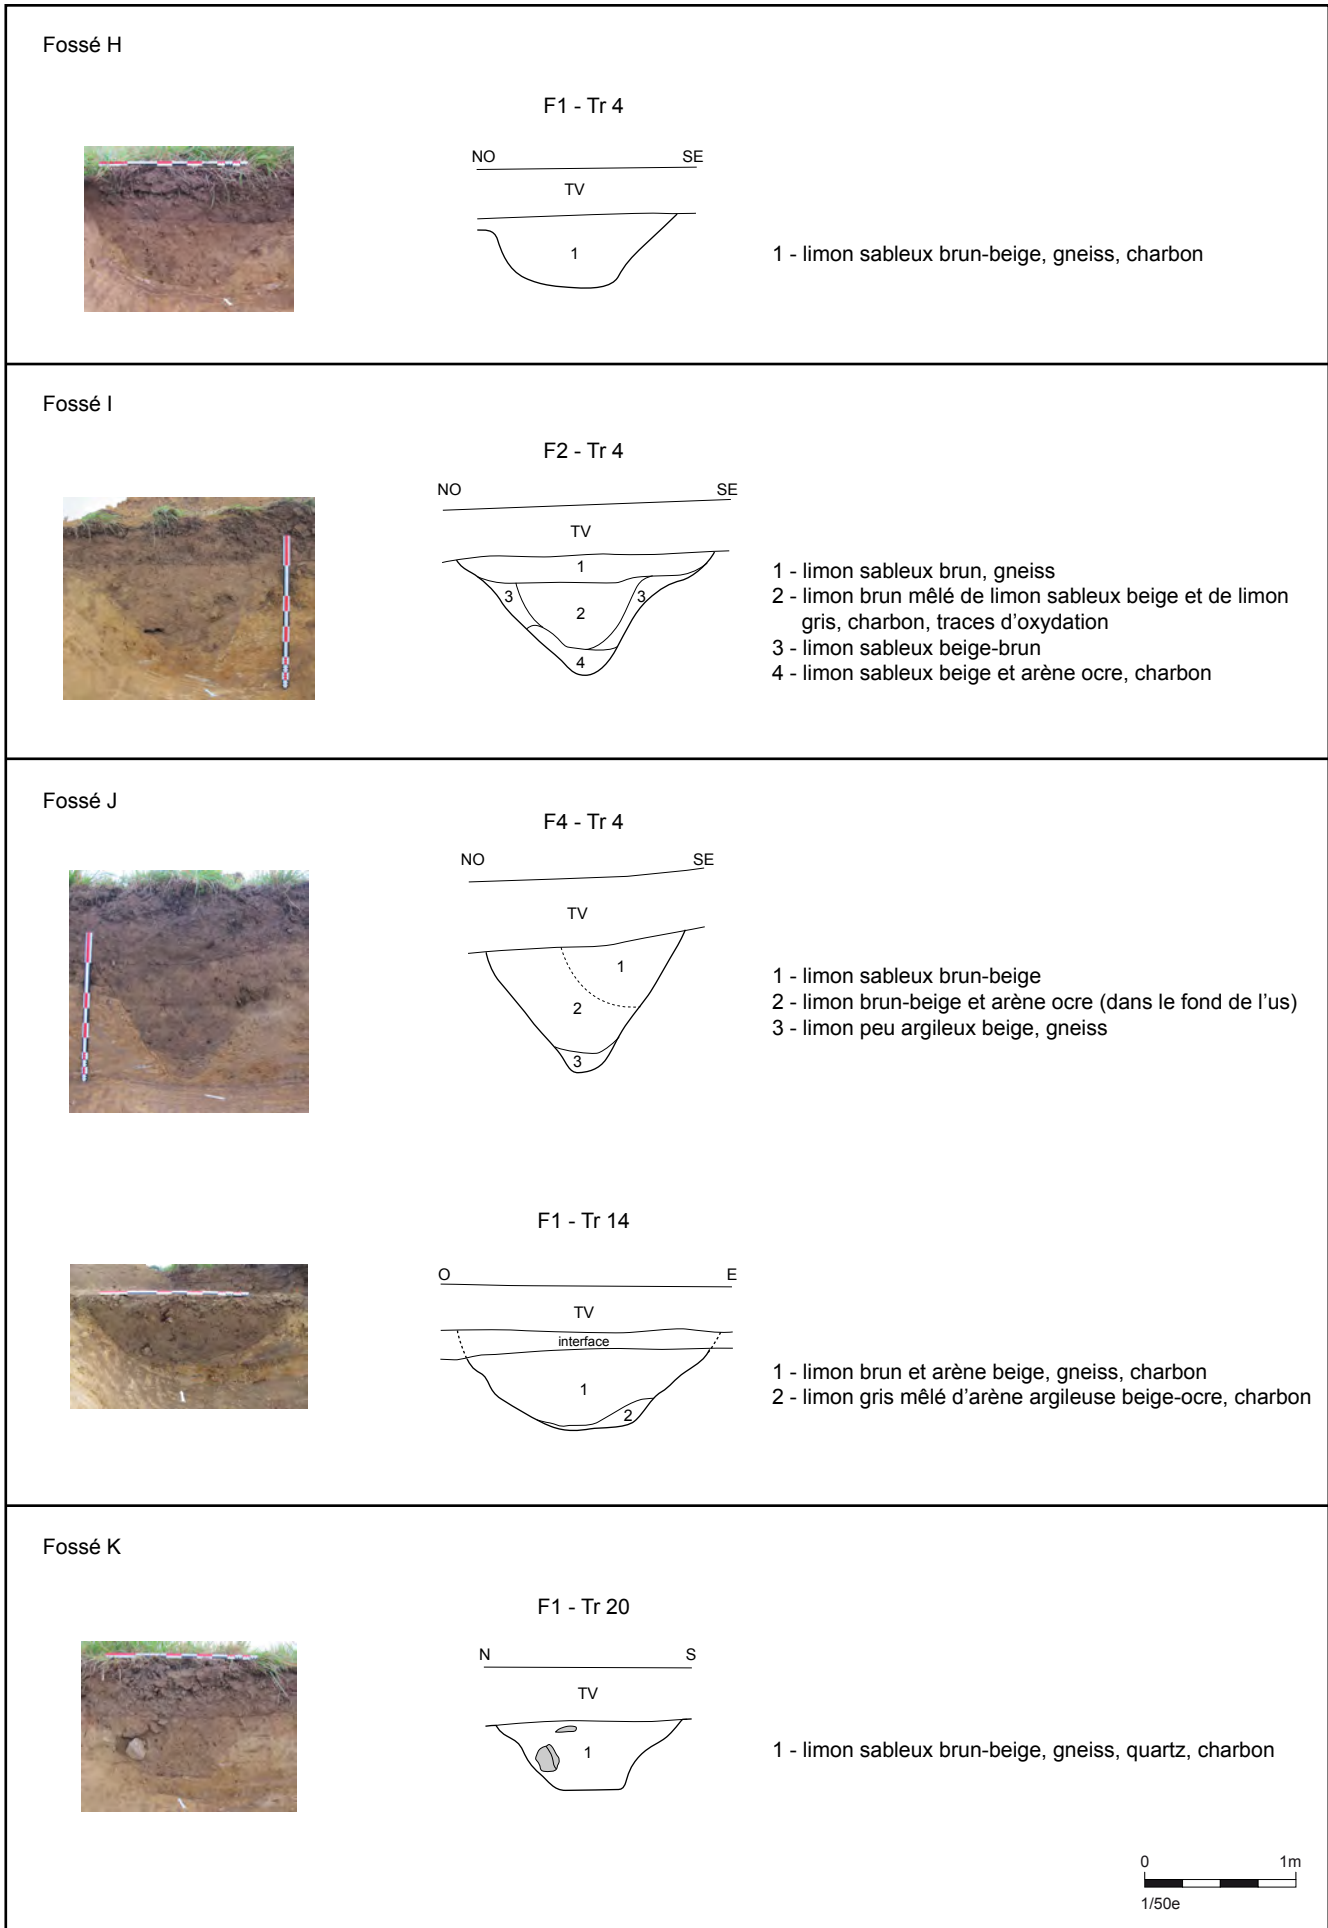 Fossé H
F1 - Tr 4
NO SE
TV
1
1 - limon sableux brun-beige, gneiss, charbon
Fossé I
F2 - Tr 4
NO SE
TV
1
3 3
2
4
1 - limon sableux brun, gneiss
2 - limon brun mêlé de limon sableux beige et de limon
gris, charbon, traces d'oxydation
3 - limon sableux beige-brun
4 - limon sableux beige et arène ocre, charbon
Fossé J
F4 - Tr 4
NO SE
TV
1
2
3
1 - limon sableux brun-beige
2 - limon brun-beige et arène ocre (dans le fond de l'us)
3 - limon peu argileux beige, gneiss
F1 - Tr 14
O E
TV
interface
1
2
1 - limon brun et arène beige, gneiss, charbon
2 - limon gris mêlé d'arène argileuse beige-ocre, charbon
Fossé K
F1 - Tr 20
N S
TV
1
1 - limon sableux brun-beige, gneiss, quartz, charbon
0 1m
1/50e